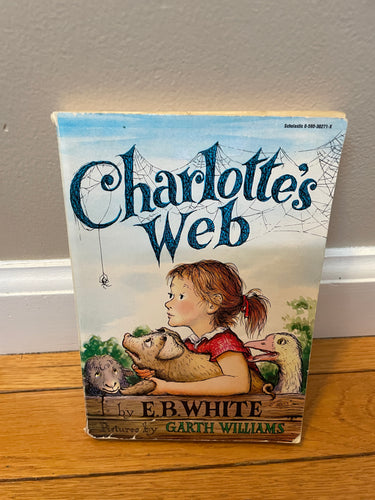 Scholastic 0-590-30271-X
Charlotte's
Web
by E.B. WHITE
Pictures by GARTH WILLIAMS